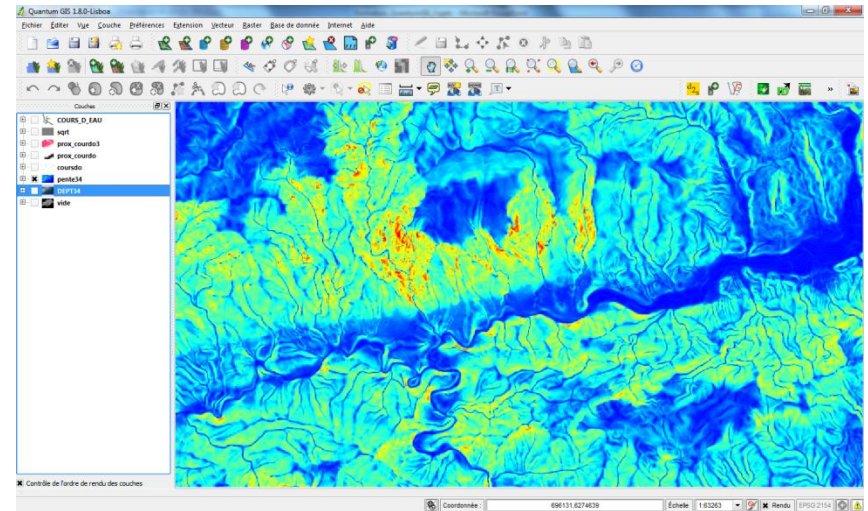 Quantum GIS 1.8.0-Lisboa
Fichier Éditer Vue Couche Préférences Extension Vecteur Raster Base de donnée Internet Aide
Couches
COURS_D_EAU
sqrt
prox_courdo3
prox_courdo
coursdo
pente34
DEPT34
vide
Contrôle de l'ordre de rendu des couches
Coordonnée : 696131,6274639 Échelle 1:63263 Rendu EPSG:2154